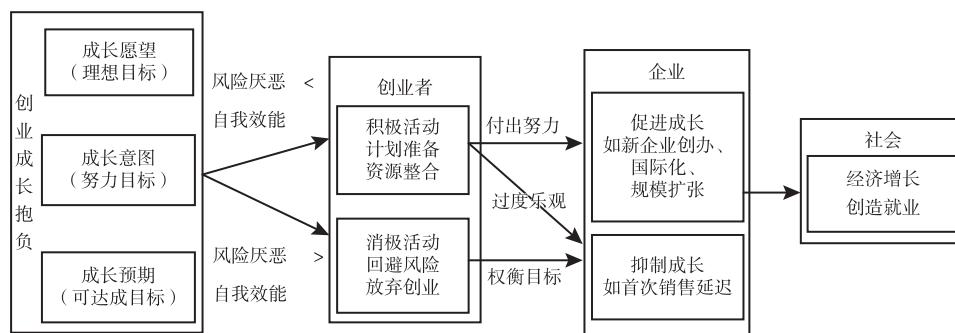 创业成长抱负
成长愿望
（理想目标）
成长意图
（努力目标）
成长预期
（可达成目标）
风险厌恶 <
自我效能
风险厌恶 >
自我效能
创业者
积极活动
计划准备
资源整合
消极活动
回避风险
放弃创业
付出努力
过度乐观
权衡目标
企业
促进成长
如新企业创办、
国际化、
规模扩张
抑制成长
如首次销售延迟
社会
经济增长
创造就业